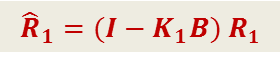 R̂₁ = (I − K₁B) R₁